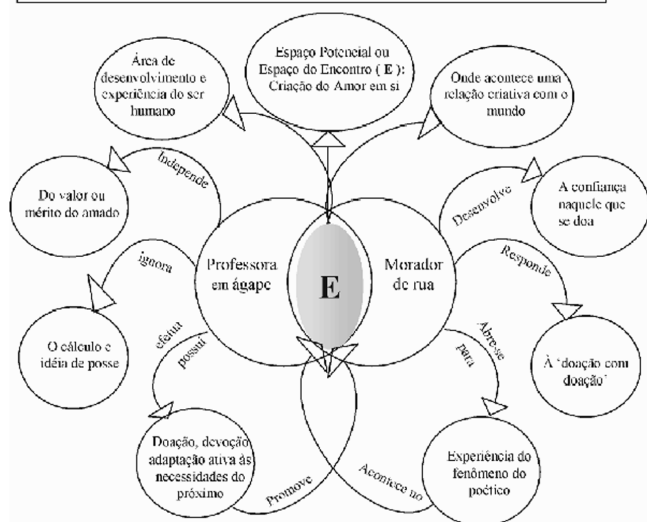 Espaço Potencial ou
Espaço do Encontro ( E ):
Criação do Amor em si
Área de
desenvolvimento e
experiência do ser
humano
Onde acontece uma
relação criativa com o
mundo
Independe
Do valor ou
mérito do amado
Desenvolve
A confiança
naquele que
se doa
Professora
em ágape
E
Morador
de rua
ignora
O cálculo e
idéia de posse
Responde
À ‘doação com
doação’
efetua
possui
Abre-se
para
Doação, devoção
adaptação ativa às
necessidades do
próximo
Promove
Acontece no
Experiência do
fenômeno do
poético